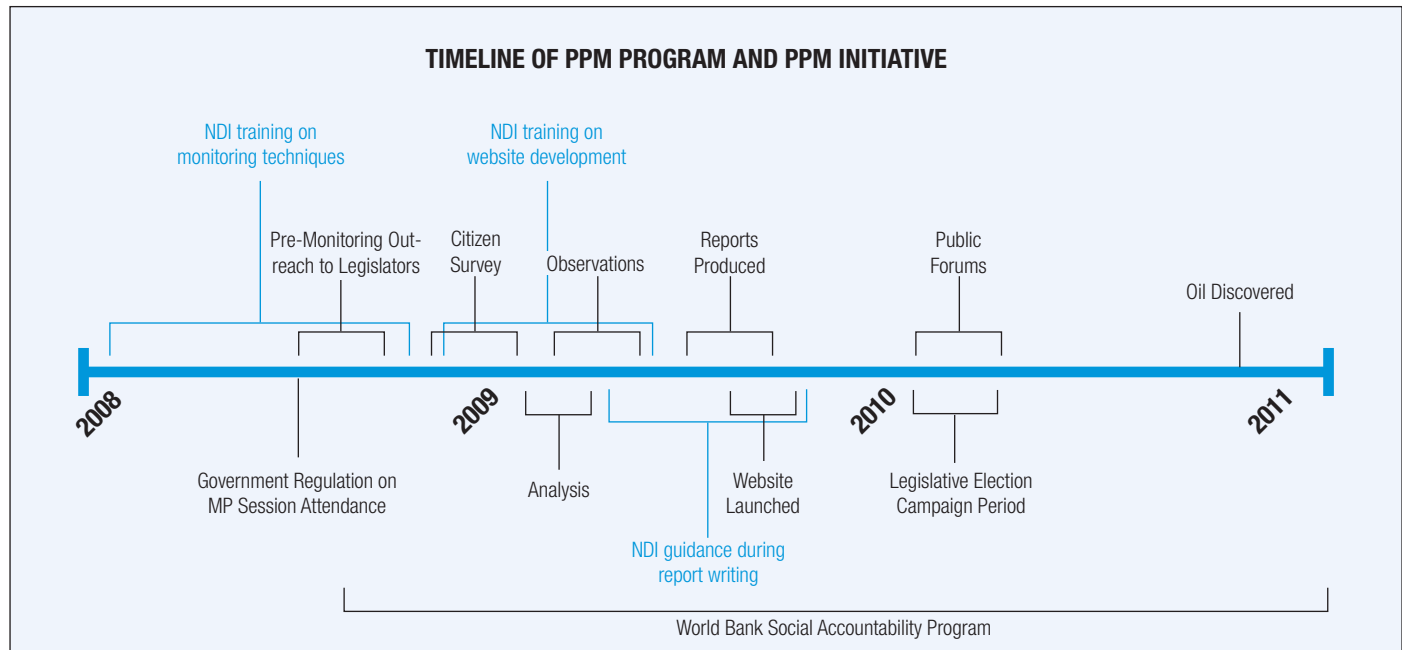 TIMELINE OF PPM PROGRAM AND PPM INITIATIVE
NDI training on
monitoring techniques
NDI training on
website development
Pre-Monitoring Out-
reach to Legislators
Citizen
Survey
Observations
Reports
Produced
Public
Forums
Oil Discovered
2008
2009
2010
2011
Government Regulation on
MP Session Attendance
Analysis
Website
Launched
Legislative Election
Campaign Period
NDI guidance during
report writing
World Bank Social Accountability Program